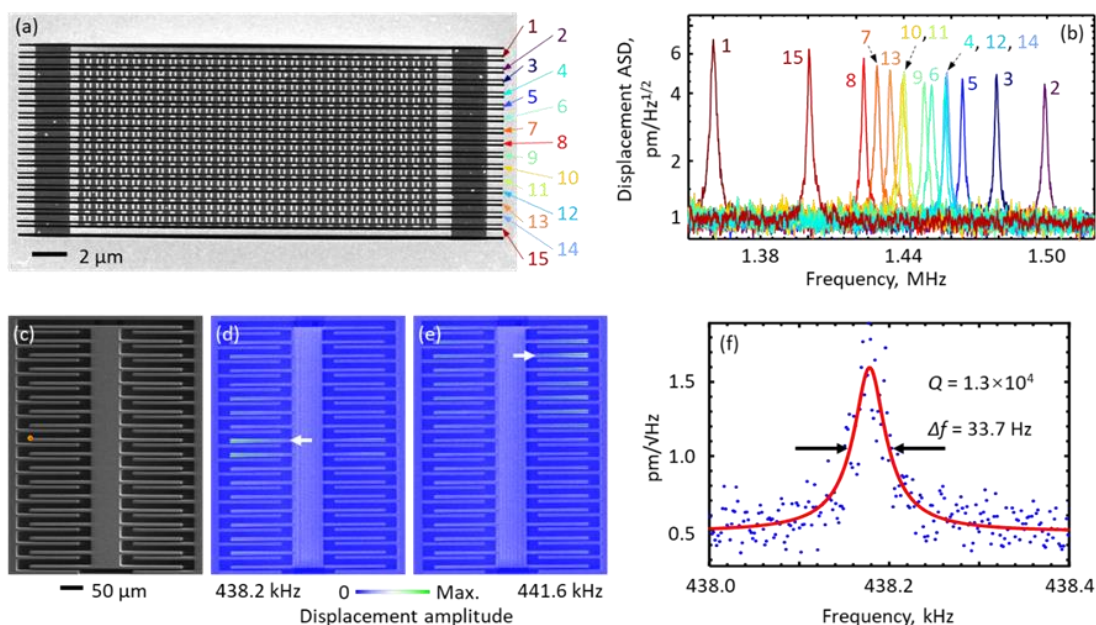 (a)
1
2
3
4
5
6
7
8
9
10
11
12
13
14
15
2 µm
(b)
Displacement ASD,
pm/Hz1/2
6
4
2
1
1
15
8
7
13
10, 11
9
6
4, 12, 14
5
3
2
1.38
1.44
1.50
Frequency, MHz
(c)
50 µm
(d)
438.2 kHz
(e)
441.6 kHz
0
Max.
Displacement amplitude
(f)
pm/√Hz
1.5
1.0
0.5
Q = 1.3×10⁴
Δf = 33.7 Hz
438.0
438.2
438.4
Frequency, kHz